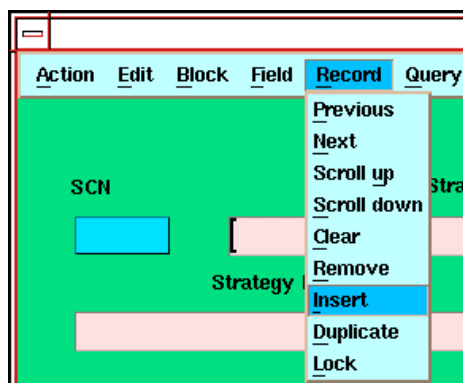 Action Edit Block Field Record Query
Previous
Next
Scroll up
SCN Stra
Scroll down
Clear
Remove
Strategy
Insert
Duplicate
Lock